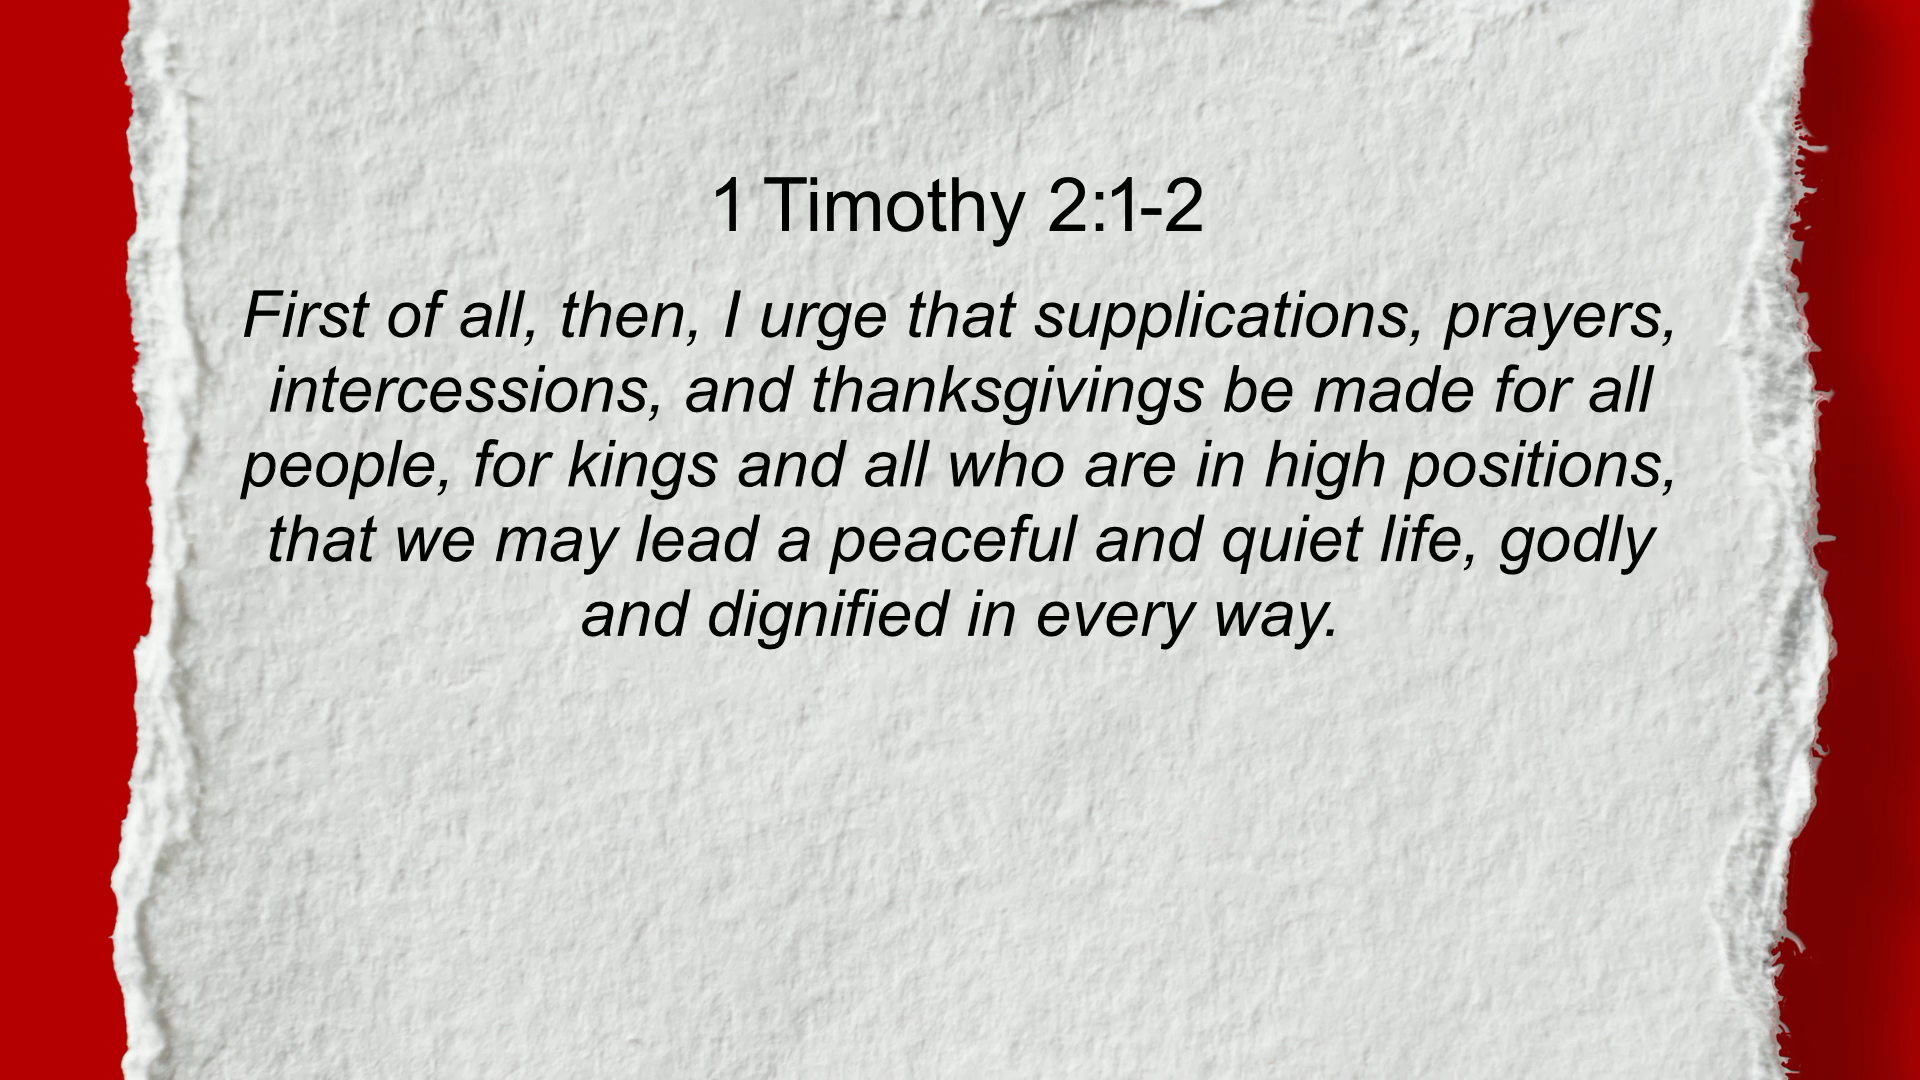 1 Timothy 2:1-2
First of all, then, I urge that supplications, prayers,
intercessions, and thanksgivings be made for all
people, for kings and all who are in high positions,
that we may lead a peaceful and quiet life, godly
and dignified in every way.